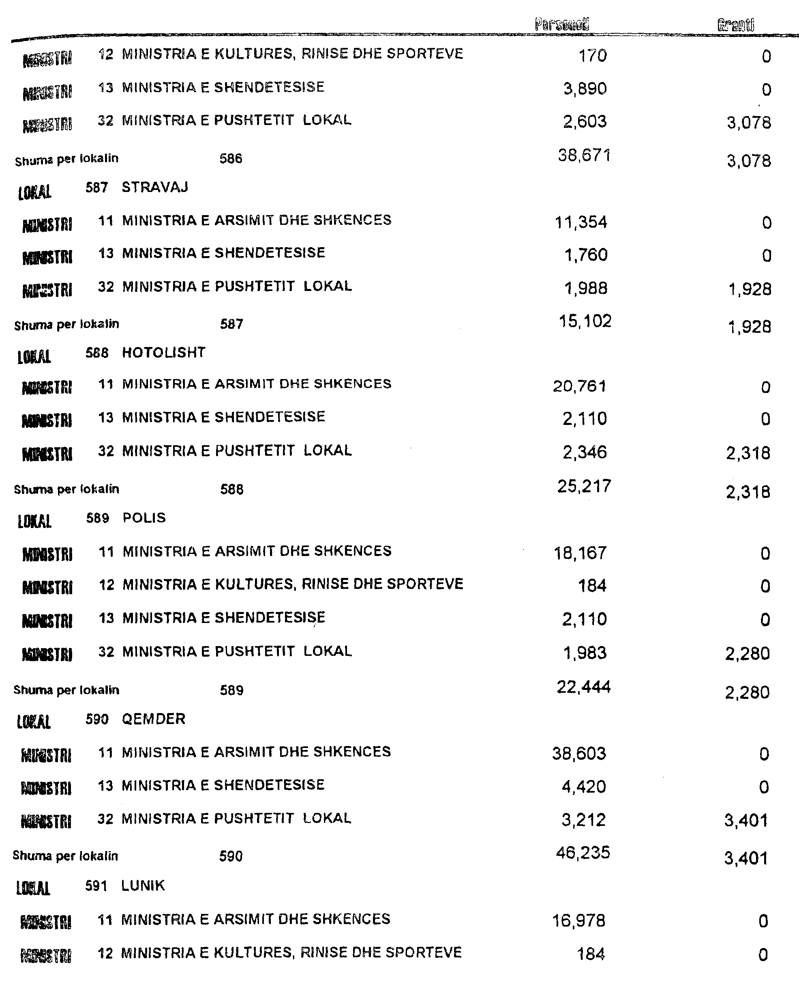 Personeli Granti
MINISTRI 12 MINISTRIA E KULTURES, RINISE DHE SPORTEVE 170 0
MINISTRI 13 MINISTRIA E SHENDETESISE 3,890 0
MINISTRI 32 MINISTRIA E PUSHTETIT LOKAL 2,603 3,078
Shuma per lokalin 586 38,671 3,078
LOKAL 587 STRAVAJ
MINISTRI 11 MINISTRIA E ARSIMIT DHE SHKENCES 11,354 0
MINISTRI 13 MINISTRIA E SHENDETESISE 1,760 0
MINISTRI 32 MINISTRIA E PUSHTETIT LOKAL 1,988 1,928
Shuma per lokalin 587 15,102 1,928
LOKAL 588 HOTOLISHT
MINISTRI 11 MINISTRIA E ARSIMIT DHE SHKENCES 20,761 0
MINISTRI 13 MINISTRIA E SHENDETESISE 2,110 0
MINISTRI 32 MINISTRIA E PUSHTETIT LOKAL 2,346 2,318
Shuma per lokalin 588 25,217 2,318
LOKAL 589 POLIS
MINISTRI 11 MINISTRIA E ARSIMIT DHE SHKENCES 18,167 0
MINISTRI 12 MINISTRIA E KULTURES, RINISE DHE SPORTEVE 184 0
MINISTRI 13 MINISTRIA E SHENDETESISE 2,110 0
MINISTRI 32 MINISTRIA E PUSHTETIT LOKAL 1,983 2,280
Shuma per lokalin 589 22,444 2,280
LOKAL 590 QEMDER
MINISTRI 11 MINISTRIA E ARSIMIT DHE SHKENCES 38,603 0
MINISTRI 13 MINISTRIA E SHENDETESISE 4,420 0
MINISTRI 32 MINISTRIA E PUSHTETIT LOKAL 3,212 3,401
Shuma per lokalin 590 46,235 3,401
LOKAL 591 LUNIK
MINISTRI 11 MINISTRIA E ARSIMIT DHE SHKENCES 16,978 0
MINISTRI 12 MINISTRIA E KULTURES, RINISE DHE SPORTEVE 184 0